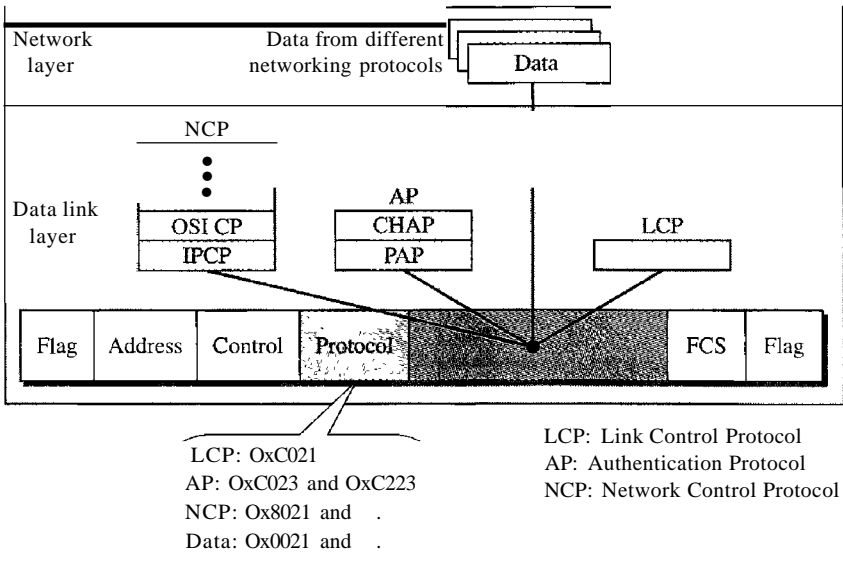 Network
layer
Data from different
networking protocols
Data
NCP
Data link
layer
OSI CP
IPCP
AP
CHAP
PAP
LCP
Flag Address Control Protocol FCS Flag
LCP: OxC021
AP: OxC023 and OxC223
NCP: Ox8021 and .
Data: Ox0021 and .
LCP: Link Control Protocol
AP: Authentication Protocol
NCP: Network Control Protocol